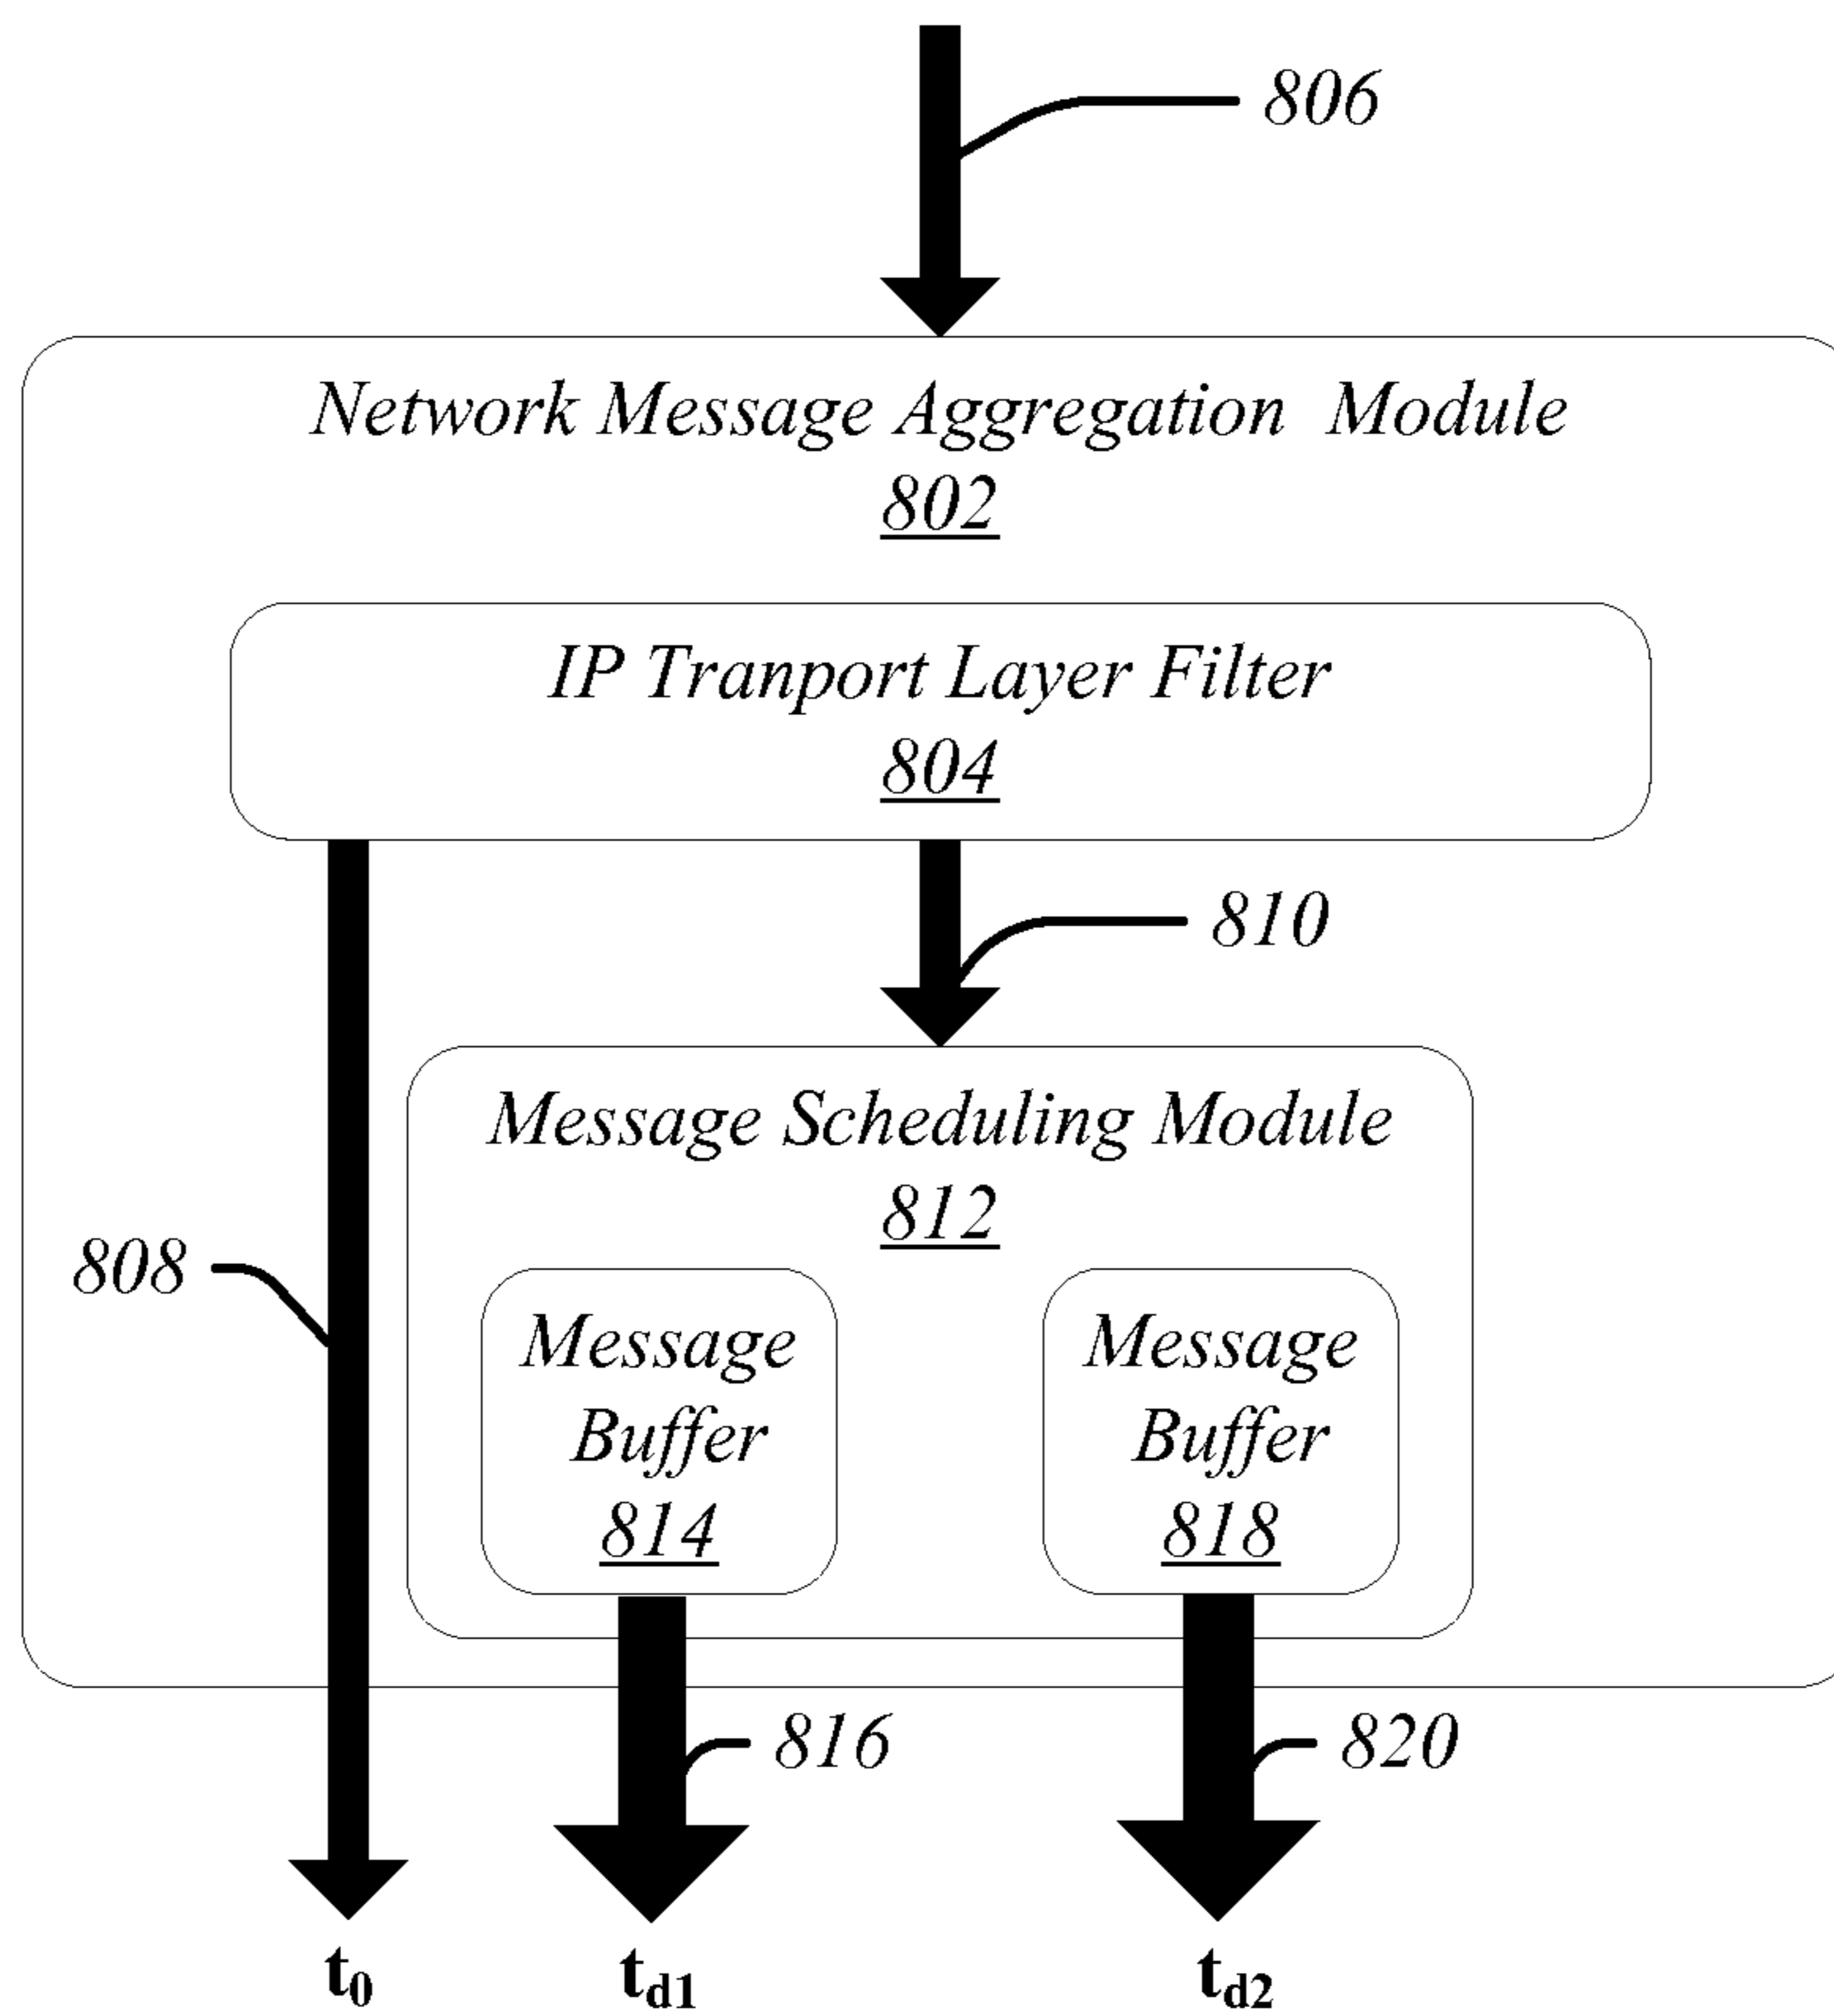 806
Network Message Aggregation Module
802
IP Tranport Layer Filter
804
810
Message Scheduling Module
812
808
Message
Buffer
814
Message
Buffer
818
816
820
t0
td1
td2